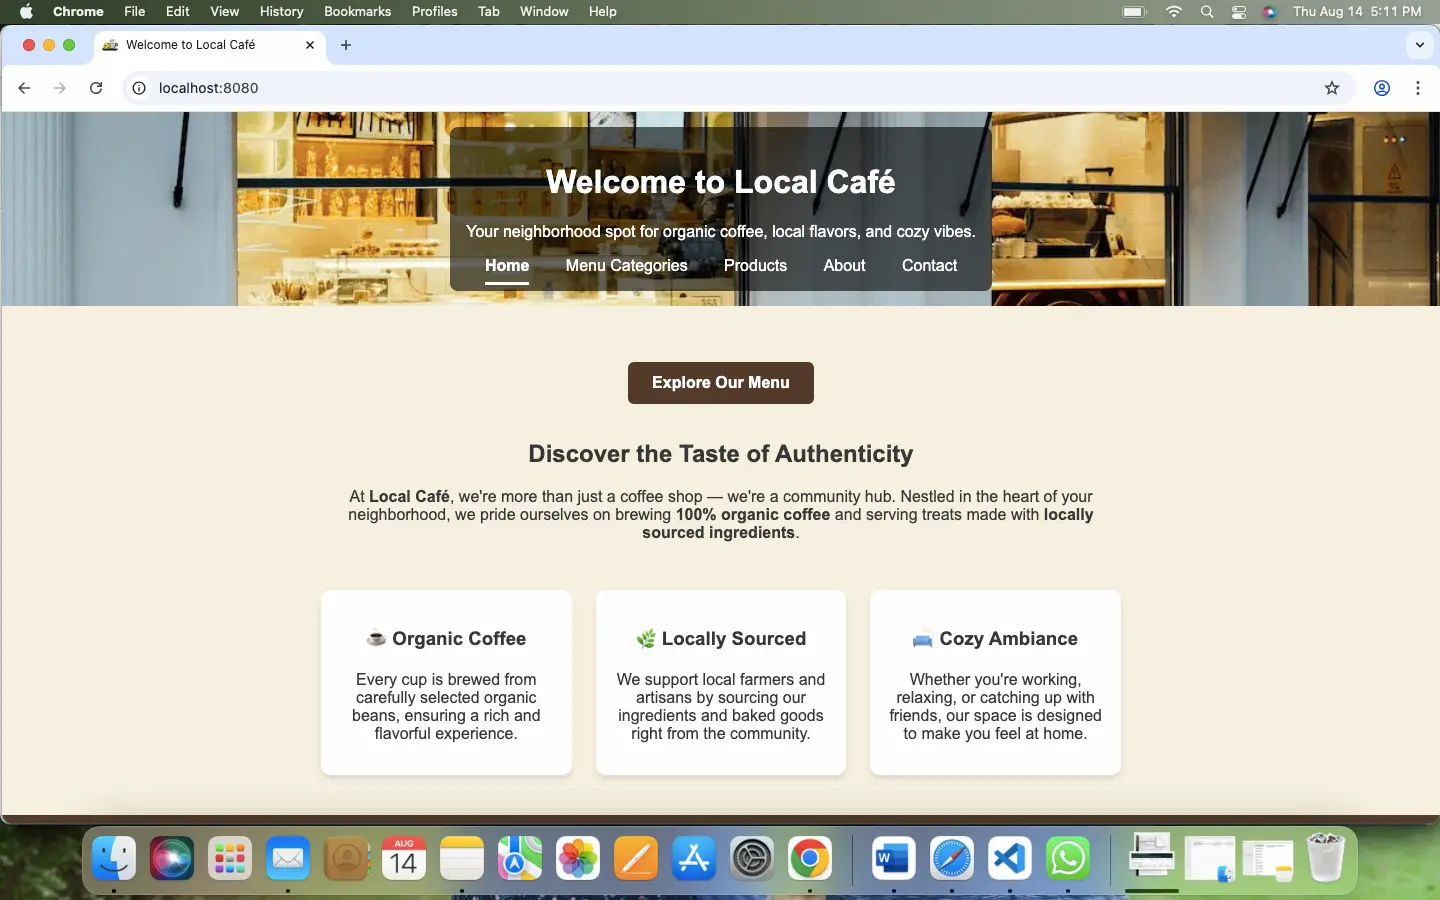 Chrome File Edit View History Bookmarks Profiles Tab Window Help Thu Aug 14 5:11 PM
Welcome to Local Café
localhost:8080
Welcome to Local Café
Your neighborhood spot for organic coffee, local flavors, and cozy vibes.
Home Menu Categories Products About Contact
Explore Our Menu
Discover the Taste of Authenticity
At Local Café, we're more than just a coffee shop — we're a community hub. Nestled in the heart of your
neighborhood, we pride ourselves on brewing 100% organic coffee and serving treats made with locally
sourced ingredients.
☕ Organic Coffee
Every cup is brewed from
carefully selected organic
beans, ensuring a rich and
flavorful experience.
🌿 Locally Sourced
We support local farmers and
artisans by sourcing our
ingredients and baked goods
right from the community.
🛋️ Cozy Ambiance
Whether you're working,
relaxing, or catching up with
friends, our space is designed
to make you feel at home.
AUG
14
W